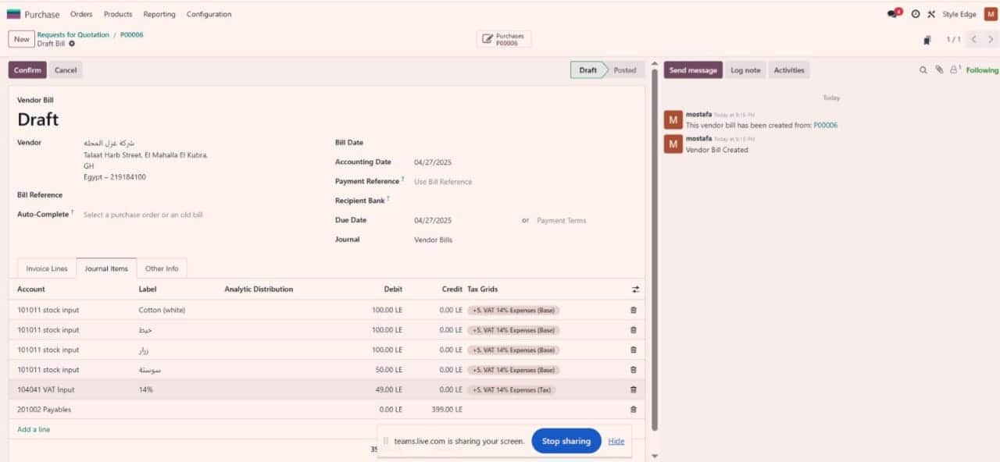 Purchase Orders Products Reporting Configuration
4 Style Edge M
New Requests for Quotation / P00006
Draft Bill
Purchases
P00006
1 / 1
Confirm Cancel
Draft Posted
Send message Log note Activities
1 Following
Vendor Bill
Draft
Vendor شركة غزل المحله
Talaat Harb Street, El Mahalla El Kubra,
GH
Egypt – 219184100
Bill Reference
Auto-Complete ? Select a purchase order or an old bill
Bill Date
Accounting Date 04/27/2025
Payment Reference ? Use Bill Reference
Recipient Bank ?
Due Date 04/27/2025 or Payment Terms
Journal Vendor Bills
Today
M mostafa Today at 9:15 PM
This vendor bill has been created from: P00006
M mostafa Today at 9:15 PM
Vendor Bill Created
Invoice Lines Journal Items Other Info
Account Label Analytic Distribution Debit Credit Tax Grids
101011 stock input Cotton (white) 100.00 LE 0.00 LE +5. VAT 14% Expenses (Base)
101011 stock input خيط 100.00 LE 0.00 LE +5. VAT 14% Expenses (Base)
101011 stock input زرار 100.00 LE 0.00 LE +5. VAT 14% Expenses (Base)
101011 stock input سوستة 50.00 LE 0.00 LE +5. VAT 14% Expenses (Base)
104041 VAT Input 14% 49.00 LE 0.00 LE +5. VAT 14% Expenses (Tax)
201002 Payables 0.00 LE 399.00 LE
Add a line
teams.live.com is sharing your screen. Stop sharing Hide